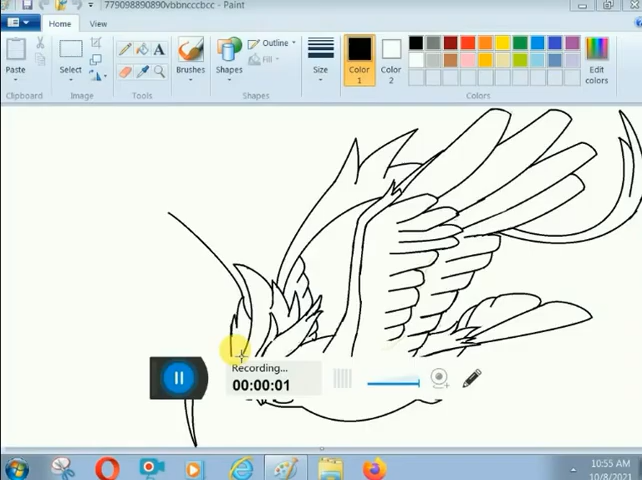 779098890890vbbncccbcc - Paint
Home View
Paste
Select
Brushes
Shapes
Outline
Fill
Size
Color 1
Color 2
Edit colors
Clipboard Image Tools Shapes Colors
Recording...
00:00:01
10:55 AM
10/8/2021